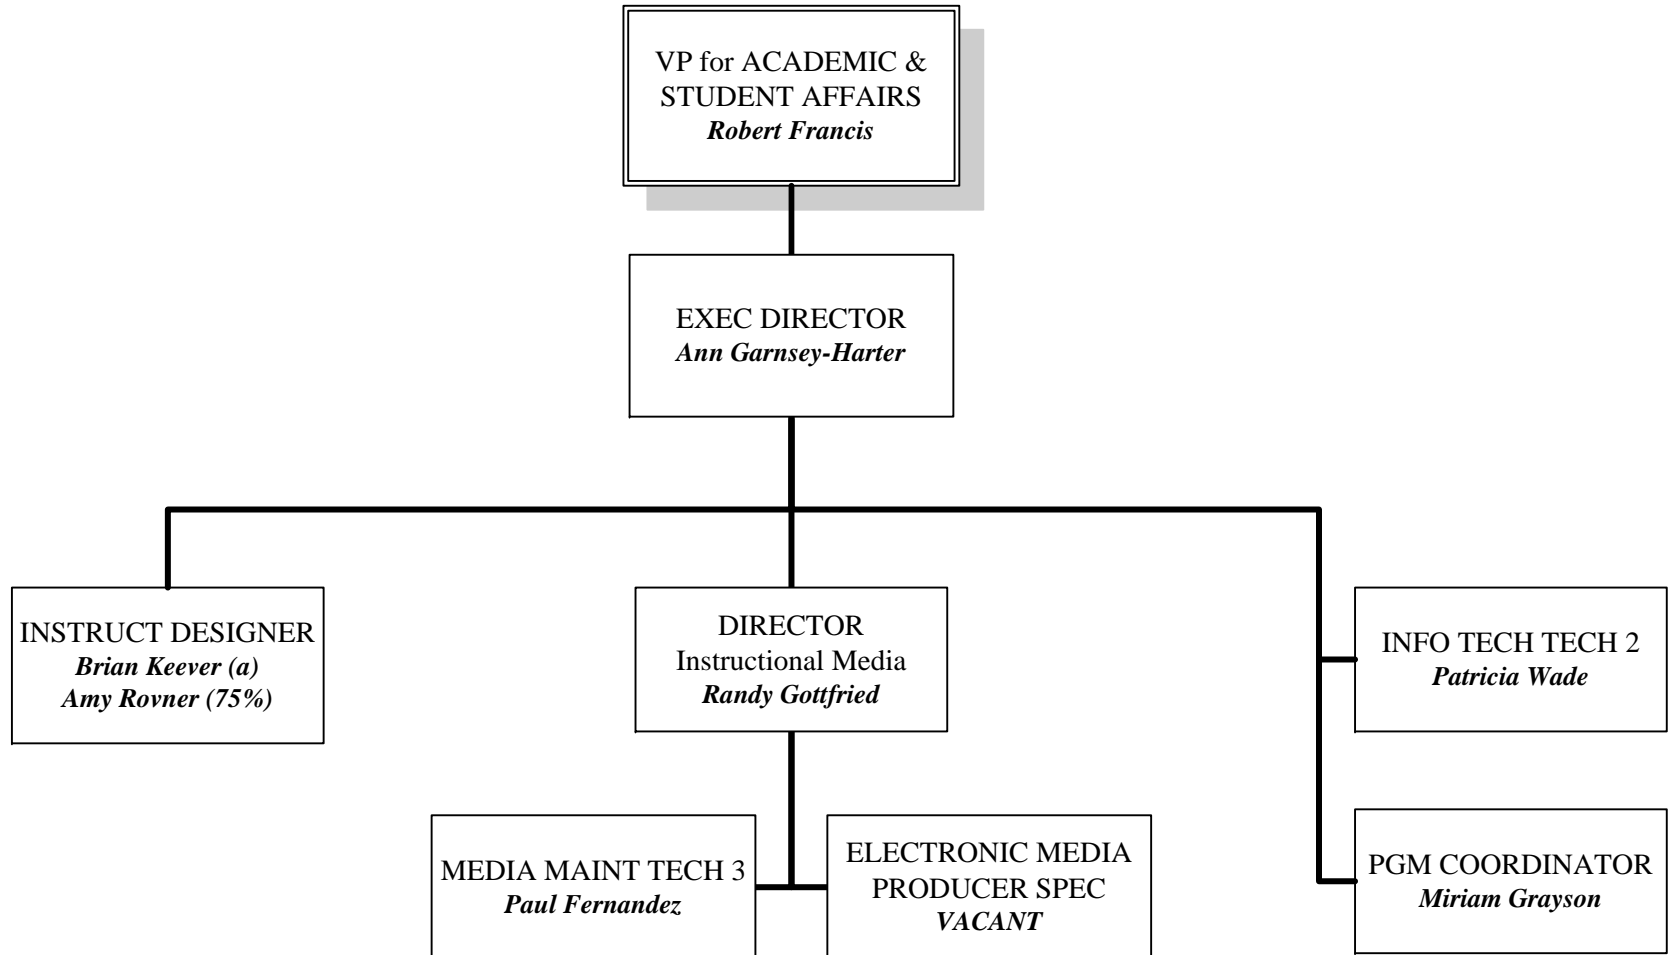 VP for ACADEMIC &
STUDENT AFFAIRS
Robert Francis
EXEC DIRECTOR
Ann Garnsey-Harter
INSTRUCT DESIGNER
Brian Keever (a)
Amy Rovner (75%)
DIRECTOR
Instructional Media
Randy Gottfried
INFO TECH TECH 2
Patricia Wade
MEDIA MAINT TECH 3
Paul Fernandez
ELECTRONIC MEDIA
PRODUCER SPEC
VACANT
PGM COORDINATOR
Miriam Grayson